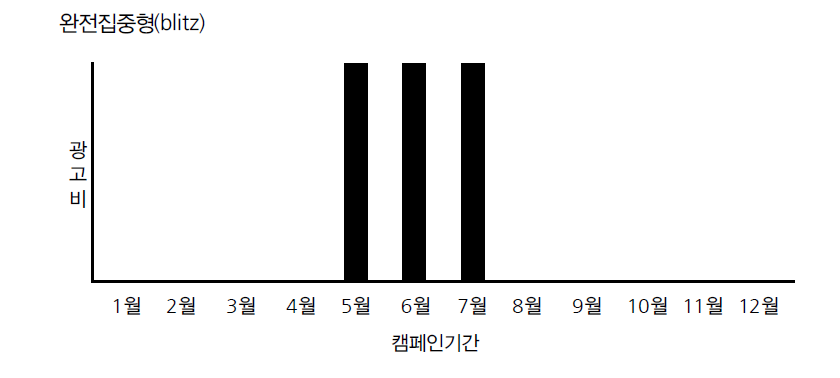 완전집중형(blitz)
광
고
비
1월 2월 3월 4월 5월 6월 7월 8월 9월 10월 11월 12월
캠페인기간